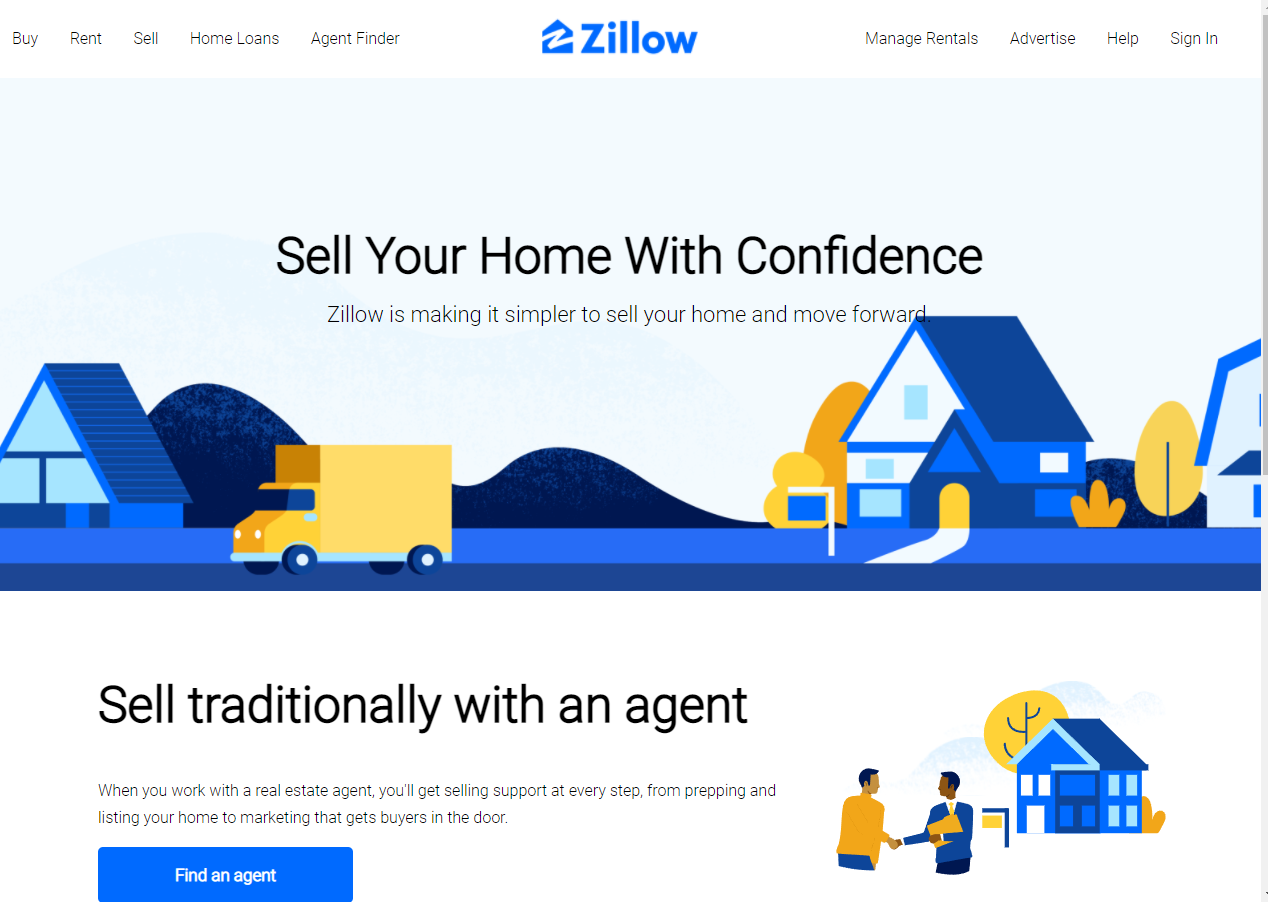 Buy Rent Sell Home Loans Agent Finder Zillow Manage Rentals Advertise Help Sign In
Sell Your Home With Confidence
Zillow is making it simpler to sell your home and move forward.
Sell traditionally with an agent
When you work with a real estate agent, you'll get selling support at every step, from prepping and
listing your home to marketing that gets buyers in the door.
Find an agent